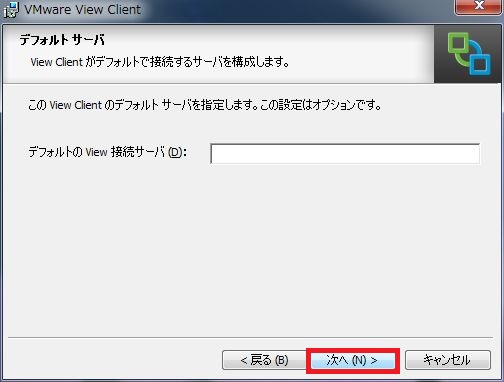 VMware View Client
デフォルト サーバ
View Client がデフォルトで接続するサーバを構成します。
この View Client のデフォルト サーバを指定します。この設定はオプションです。
デフォルトの View 接続サーバ (D):
< 戻る (B)
次へ (N) >
キャンセル